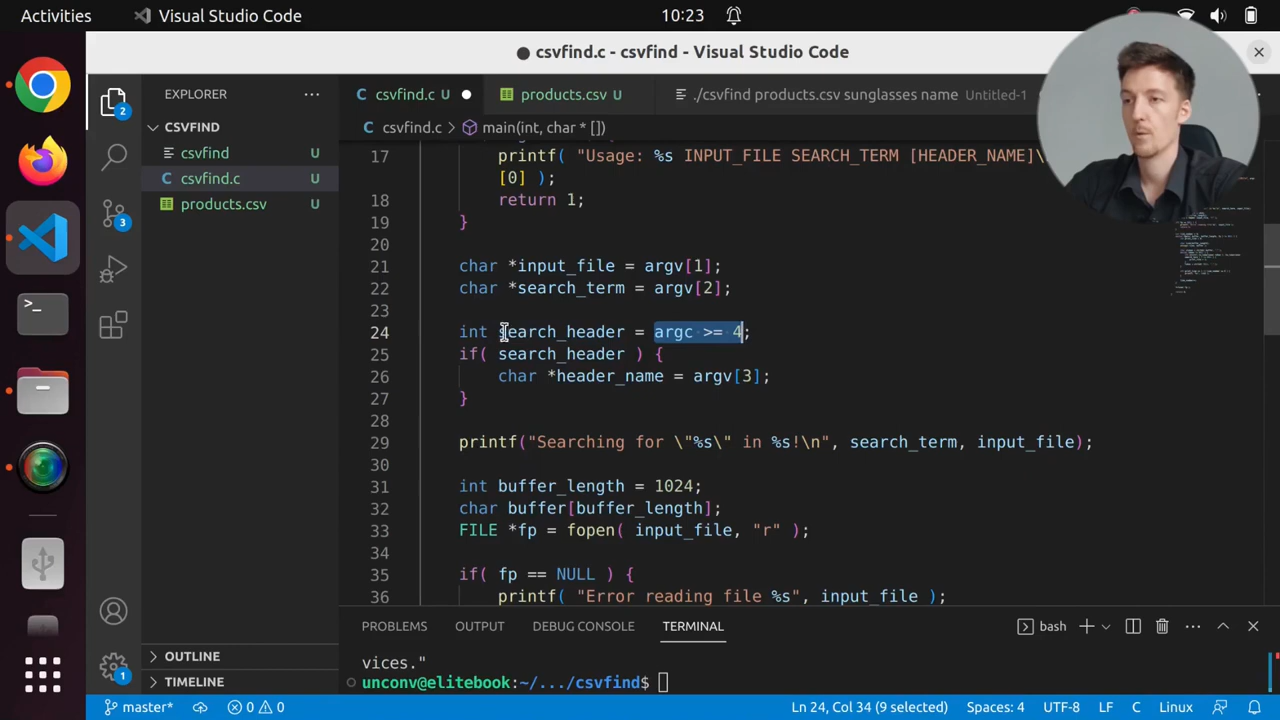 Activities
Visual Studio Code
10:23
csvfind.c - csvfind - Visual Studio Code
EXPLORER
csvfind.c U
products.csv U
./csvfind products.csv sunglasses name Untitled-1
CSVFIND
csvfind.c > main(int, char * [])
csvfind U
csvfind.c U
products.csv U
17 printf( "Usage: %s INPUT_FILE SEARCH_TERM [HEADER_NAME]\
[0] );
18 return 1;
19 }
20
21 char *input_file = argv[1];
22 char *search_term = argv[2];
23
24 int search_header = argc >= 4;
25 if( search_header ) {
26 char *header_name = argv[3];
27 }
28
29 printf("Searching for \"%s\" in %s!\n", search_term, input_file);
30
31 int buffer_length = 1024;
32 char buffer[buffer_length];
33 FILE *fp = fopen( input_file, "r" );
34
35 if( fp == NULL ) {
36 printf( "Error reading file %s", input_file );
2
3
1
PROBLEMS OUTPUT DEBUG CONSOLE TERMINAL
bash
vices."
unconv@elitebook:~/.../csvfind$
OUTLINE
TIMELINE
master* 0 0 Ln 24, Col 34 (9 selected) Spaces: 4 UTF-8 LF C Linux